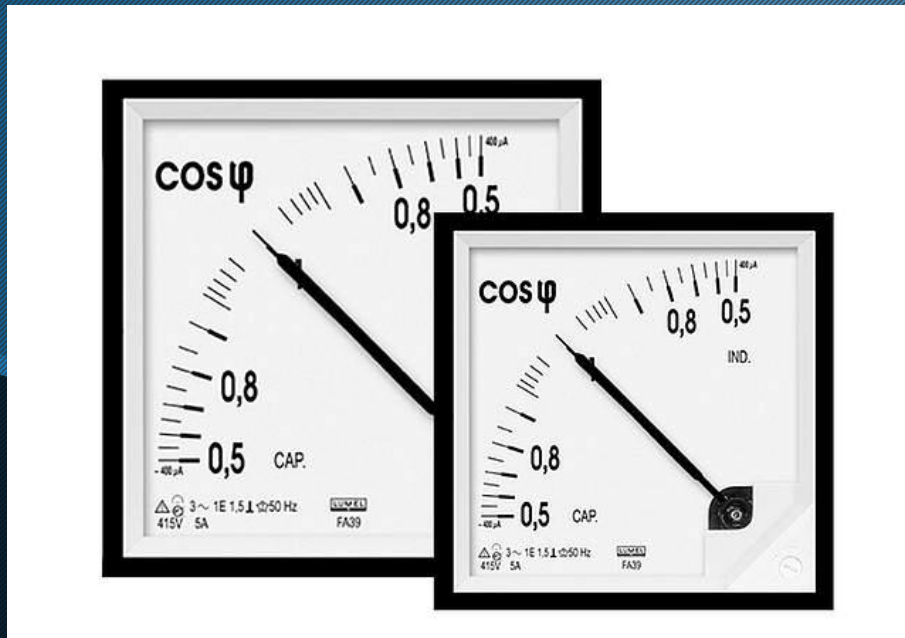 400 µA
COS φ
0,8
0,5
0,8
0,5
CAP.
- 400 µA
3 ~ 1E 1,5 50 Hz
415V 5A
LUMEL
FA39
400 µA
COS φ
0,8
0,5
IND.
0,8
0,5
CAP.
- 400 µA
3 ~ 1E 1,5 50 Hz
415V 5A
LUMEL
FA39